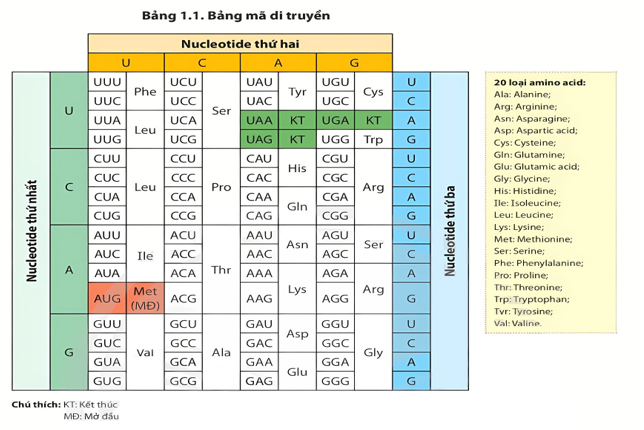 Bảng 1.1. Bảng mã di truyền
Nucleotide thứ hai
U C A G
Nucleotide thứ nhất
Nucleotide thứ ba
U
UUU Phe UCU Ser UAU Tyr UGU Cys U
UUC UCC UAC UGC C
UUA Leu UCA UAA KT UGA KT A
UUG UCG UAG KT UGG Trp G
C
CUU Leu CCU Pro CAU His CGU Arg U
CUC CCC CAC CGC C
CUA CCA CAA Gln CGA A
CUG CCG CAG CGG G
A
AUU Ile ACU Thr AAU Asn AGU Ser U
AUC ACC AAC AGC C
AUA ACA AAA Lys AGA Arg A
AUG Met (MĐ) ACG AAG AGG G
G
GUU Val GCU Ala GAU Asp GGU Gly U
GUC GCC GAC GGC C
GUA GCA GAA Glu GGA A
GUG GCG GAG GGG G
20 loại amino acid:
Ala: Alanine;
Arg: Arginine;
Asn: Asparagine;
Asp: Aspartic acid;
Cys: Cysteine;
Gln: Glutamine;
Glu: Glutamic acid;
Gly: Glycine;
His: Histidine;
Ile: Isoleucine;
Leu: Leucine;
Lys: Lysine;
Met: Methionine;
Ser: Serine;
Phe: Phenylalanine;
Pro: Proline;
Thr: Threonine;
Trp: Tryptophan;
Tyr: Tyrosine;
Val: Valine.
Chú thích: KT: Kết thúc
MĐ: Mở đầu